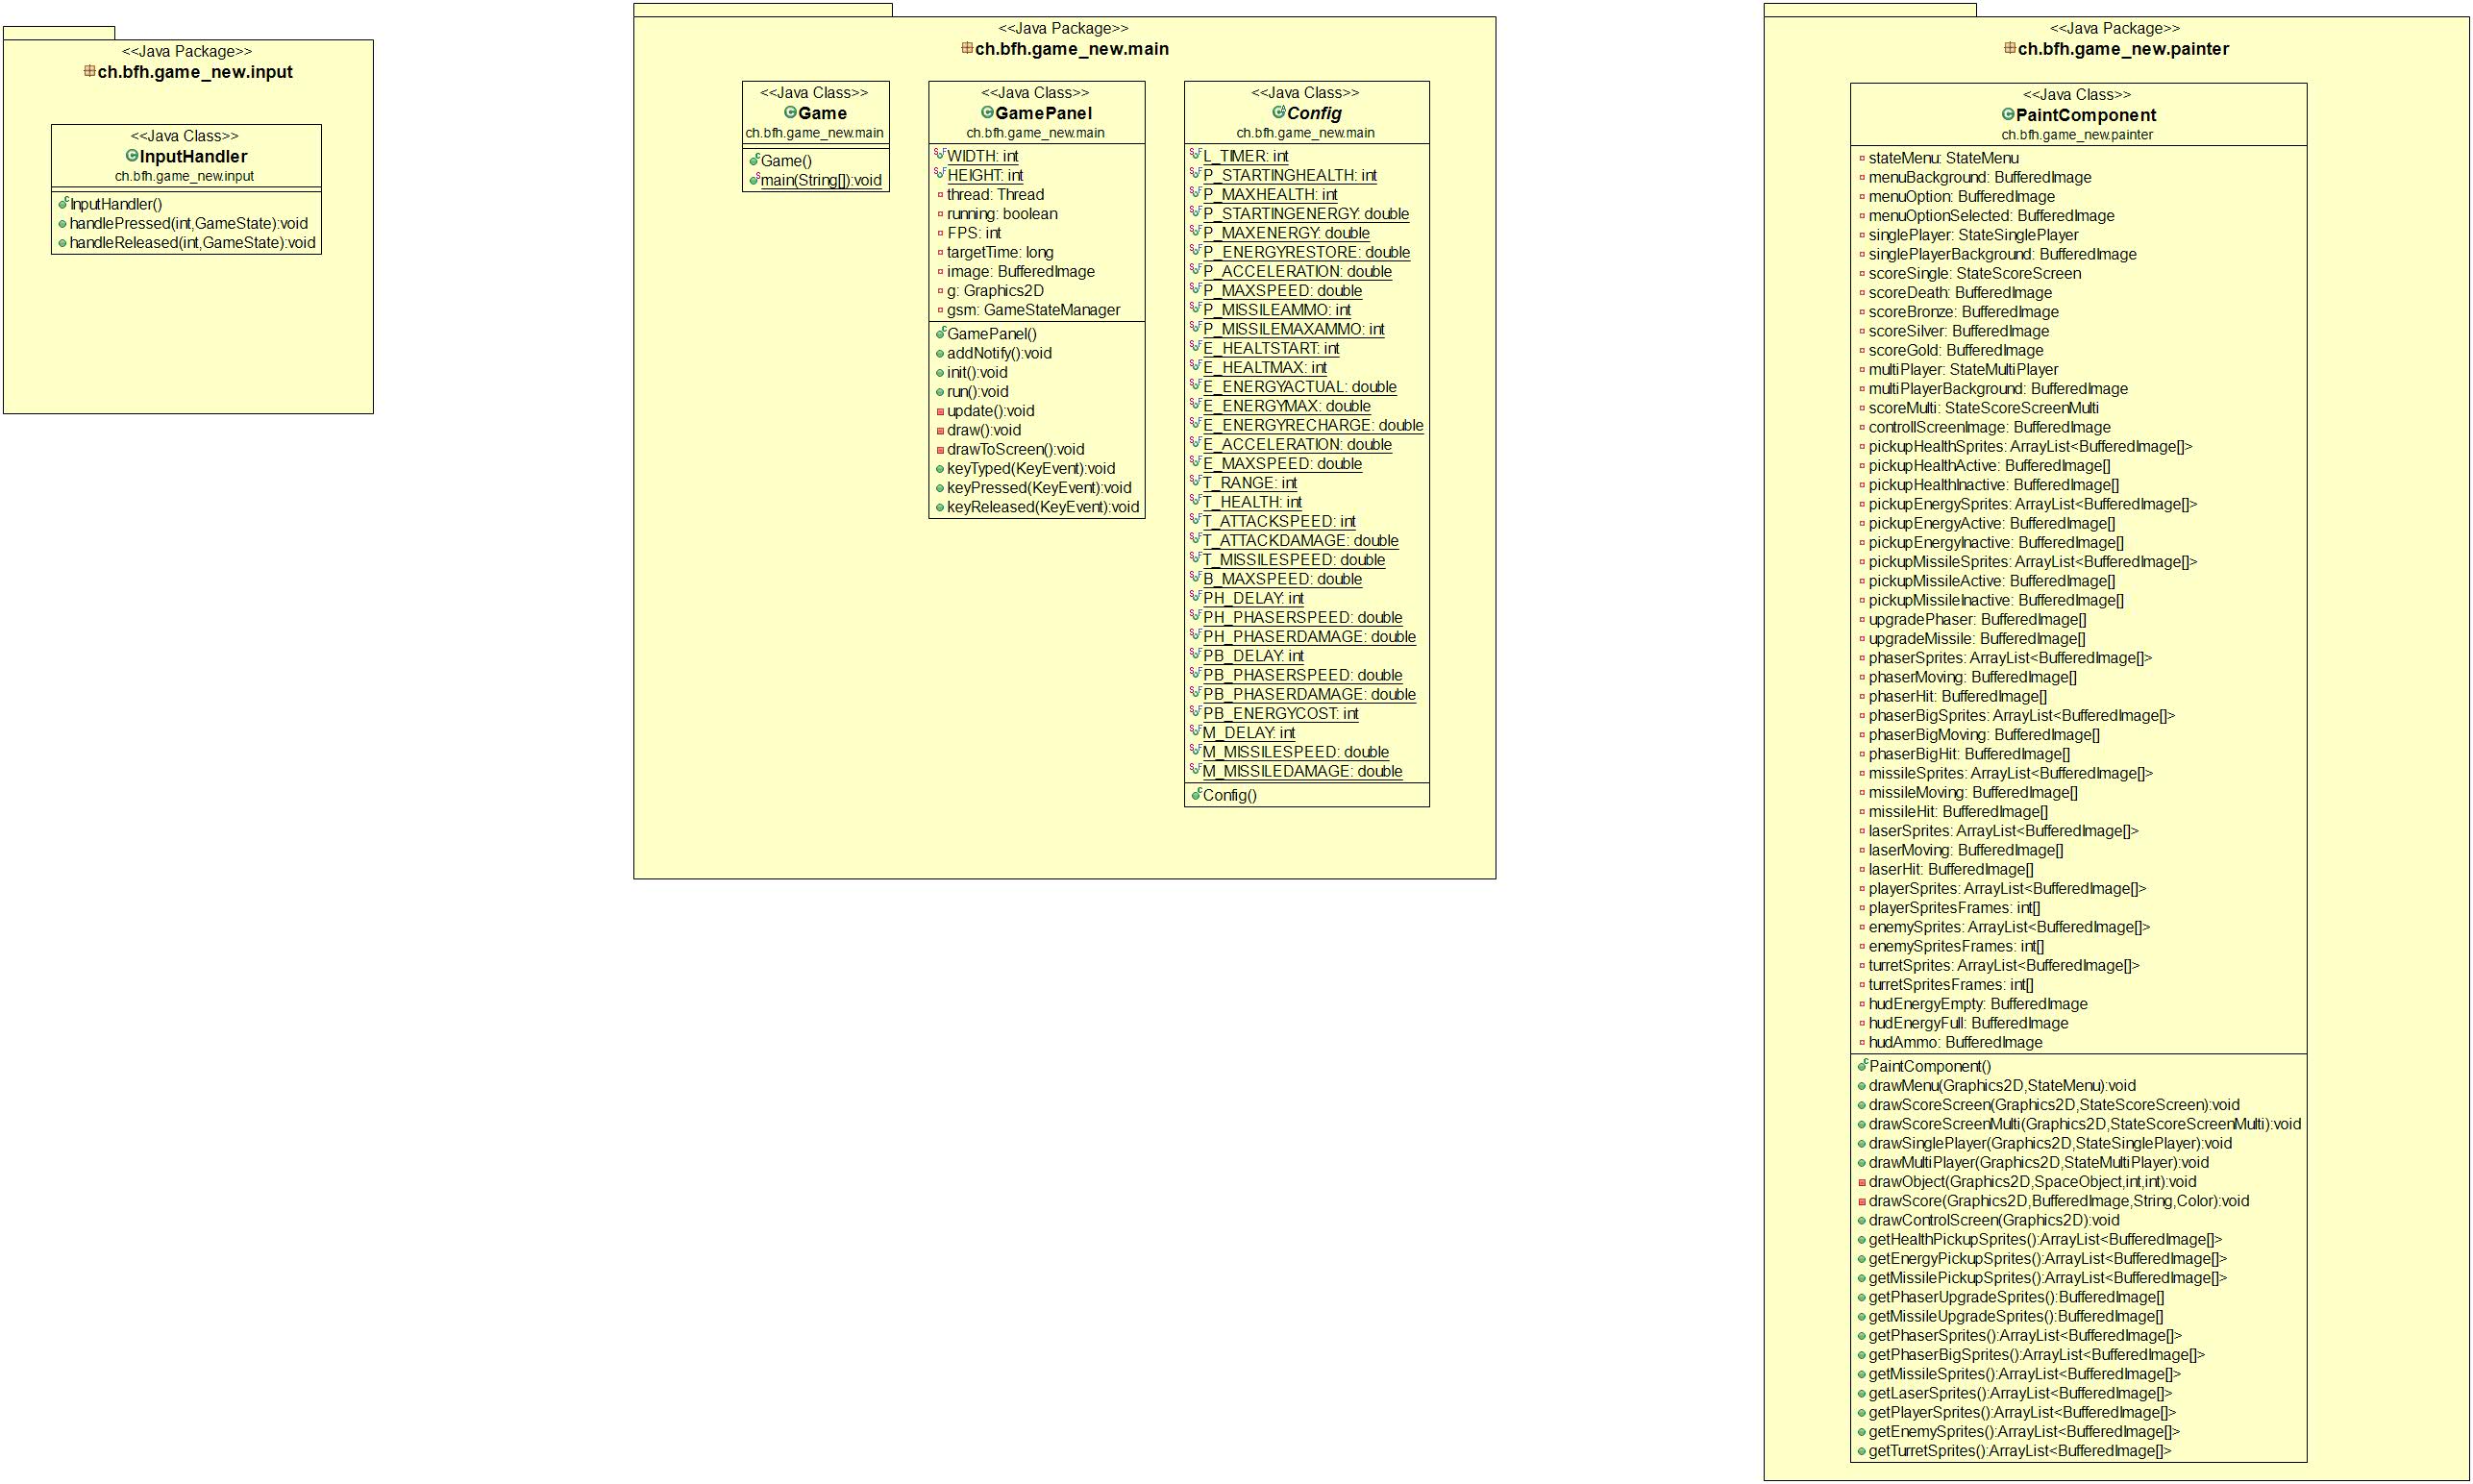 <<Java Package>>
ch.bfh.game_new.input
<<Java Class>>
InputHandler
ch.bfh.game_new.input
InputHandler()
handlePressed(int,GameState):void
handleReleased(int,GameState):void
<<Java Package>>
ch.bfh.game_new.main
<<Java Class>>
Game
ch.bfh.game_new.main
Game()
main(String[]):void
<<Java Class>>
GamePanel
ch.bfh.game_new.main
WIDTH: int
HEIGHT: int
thread: Thread
running: boolean
FPS: int
targetTime: long
image: BufferedImage
g: Graphics2D
gsm: GameStateManager
GamePanel()
addNotify():void
init():void
run():void
update():void
draw():void
drawToScreen():void
keyTyped(KeyEvent):void
keyPressed(KeyEvent):void
keyReleased(KeyEvent):void
<<Java Class>>
Config
ch.bfh.game_new.main
L_TIMER: int
P_STARTINGHEALTH: int
P_MAXHEALTH: int
P_STARTINGENERGY: double
P_MAXENERGY: double
P_ENERGYRESTORE: double
P_ACCELERATION: double
P_MAXSPEED: double
P_MISSILEAMMO: int
P_MISSILEMAXAMMO: int
E_HEALTSTART: int
E_HEALTMAX: int
E_ENERGYACTUAL: double
E_ENERGYMAX: double
E_ENERGYRECHARGE: double
E_ACCELERATION: double
E_MAXSPEED: double
T_RANGE: int
T_HEALTH: int
T_ATTACKSPEED: int
T_ATTACKDAMAGE: double
T_MISSILESPEED: double
B_MAXSPEED: double
PH_DELAY: int
PH_PHASERSPEED: double
PH_PHASERDAMAGE: double
PB_DELAY: int
PB_PHASERSPEED: double
PB_PHASERDAMAGE: double
PB_ENERGYCOST: int
M_DELAY: int
M_MISSILESPEED: double
M_MISSILEDAMAGE: double
Config()
<<Java Package>>
ch.bfh.game_new.painter
<<Java Class>>
PaintComponent
ch.bfh.game_new.painter
stateMenu: StateMenu
menuBackground: BufferedImage
menuOption: BufferedImage
menuOptionSelected: BufferedImage
singlePlayer: StateSinglePlayer
singlePlayerBackground: BufferedImage
scoreSingle: StateScoreScreen
scoreDeath: BufferedImage
scoreBronze: BufferedImage
scoreSilver: BufferedImage
scoreGold: BufferedImage
multiPlayer: StateMultiPlayer
multiPlayerBackground: BufferedImage
scoreMulti: StateScoreScreenMulti
controllScreenImage: BufferedImage
pickupHealthSprites: ArrayList<BufferedImage[]>
pickupHealthActive: BufferedImage[]
pickupHealthInactive: BufferedImage[]
pickupEnergySprites: ArrayList<BufferedImage[]>
pickupEnergyActive: BufferedImage[]
pickupEnergyInactive: BufferedImage[]
pickupMissileSprites: ArrayList<BufferedImage[]>
pickupMissileActive: BufferedImage[]
pickupMissileInactive: BufferedImage[]
upgradePhaser: BufferedImage[]
upgradeMissile: BufferedImage[]
phaserSprites: ArrayList<BufferedImage[]>
phaserMoving: BufferedImage[]
phaserHit: BufferedImage[]
phaserBigSprites: ArrayList<BufferedImage[]>
phaserBigMoving: BufferedImage[]
phaserBigHit: BufferedImage[]
missileSprites: ArrayList<BufferedImage[]>
missileMoving: BufferedImage[]
missileHit: BufferedImage[]
laserSprites: ArrayList<BufferedImage[]>
laserMoving: BufferedImage[]
laserHit: BufferedImage[]
playerSprites: ArrayList<BufferedImage[]>
playerSpritesFrames: int[]
enemySprites: ArrayList<BufferedImage[]>
enemySpritesFrames: int[]
turretSprites: ArrayList<BufferedImage[]>
turretSpritesFrames: int[]
hudEnergyEmpty: BufferedImage
hudEnergyFull: BufferedImage
hudAmmo: BufferedImage
PaintComponent()
drawMenu(Graphics2D,StateMenu):void
drawScoreScreen(Graphics2D,StateScoreScreen):void
drawScoreScreenMulti(Graphics2D,StateScoreScreenMulti):void
drawSinglePlayer(Graphics2D,StateSinglePlayer):void
drawMultiPlayer(Graphics2D,StateMultiPlayer):void
drawObject(Graphics2D,SpaceObject,int,int):void
drawScore(Graphics2D,BufferedImage,String,Color):void
drawControlScreen(Graphics2D):void
getHealthPickupSprites():ArrayList<BufferedImage[]>
getEnergyPickupSprites():ArrayList<BufferedImage[]>
getMissilePickupSprites():ArrayList<BufferedImage[]>
getPhaserUpgradeSprites():BufferedImage[]
getMissileUpgradeSprites():BufferedImage[]
getPhaserSprites():ArrayList<BufferedImage[]>
getPhaserBigSprites():ArrayList<BufferedImage[]>
getMissileSprites():ArrayList<BufferedImage[]>
getLaserSprites():ArrayList<BufferedImage[]>
getPlayerSprites():ArrayList<BufferedImage[]>
getEnemySprites():ArrayList<BufferedImage[]>
getTurretSprites():ArrayList<BufferedImage[]>